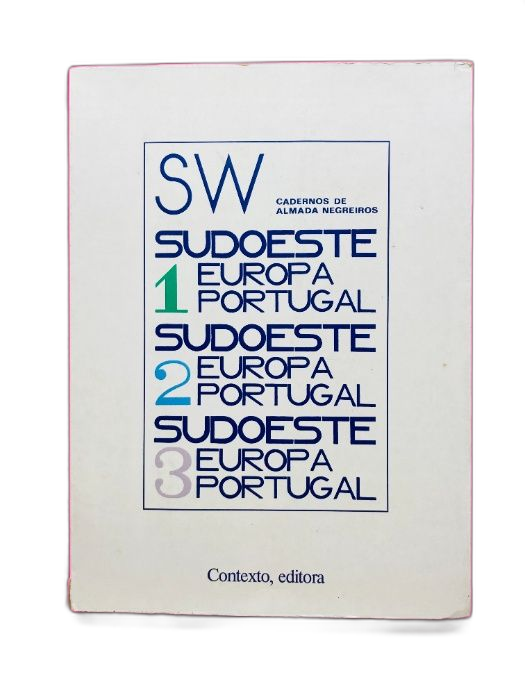 SW
CADERNOS DE
ALMADA NEGREIROS
SUDOESTE
1 EUROPA
PORTUGAL
SUDOESTE
2 EUROPA
PORTUGAL
SUDOESTE
3 EUROPA
PORTUGAL
Contexto, editora